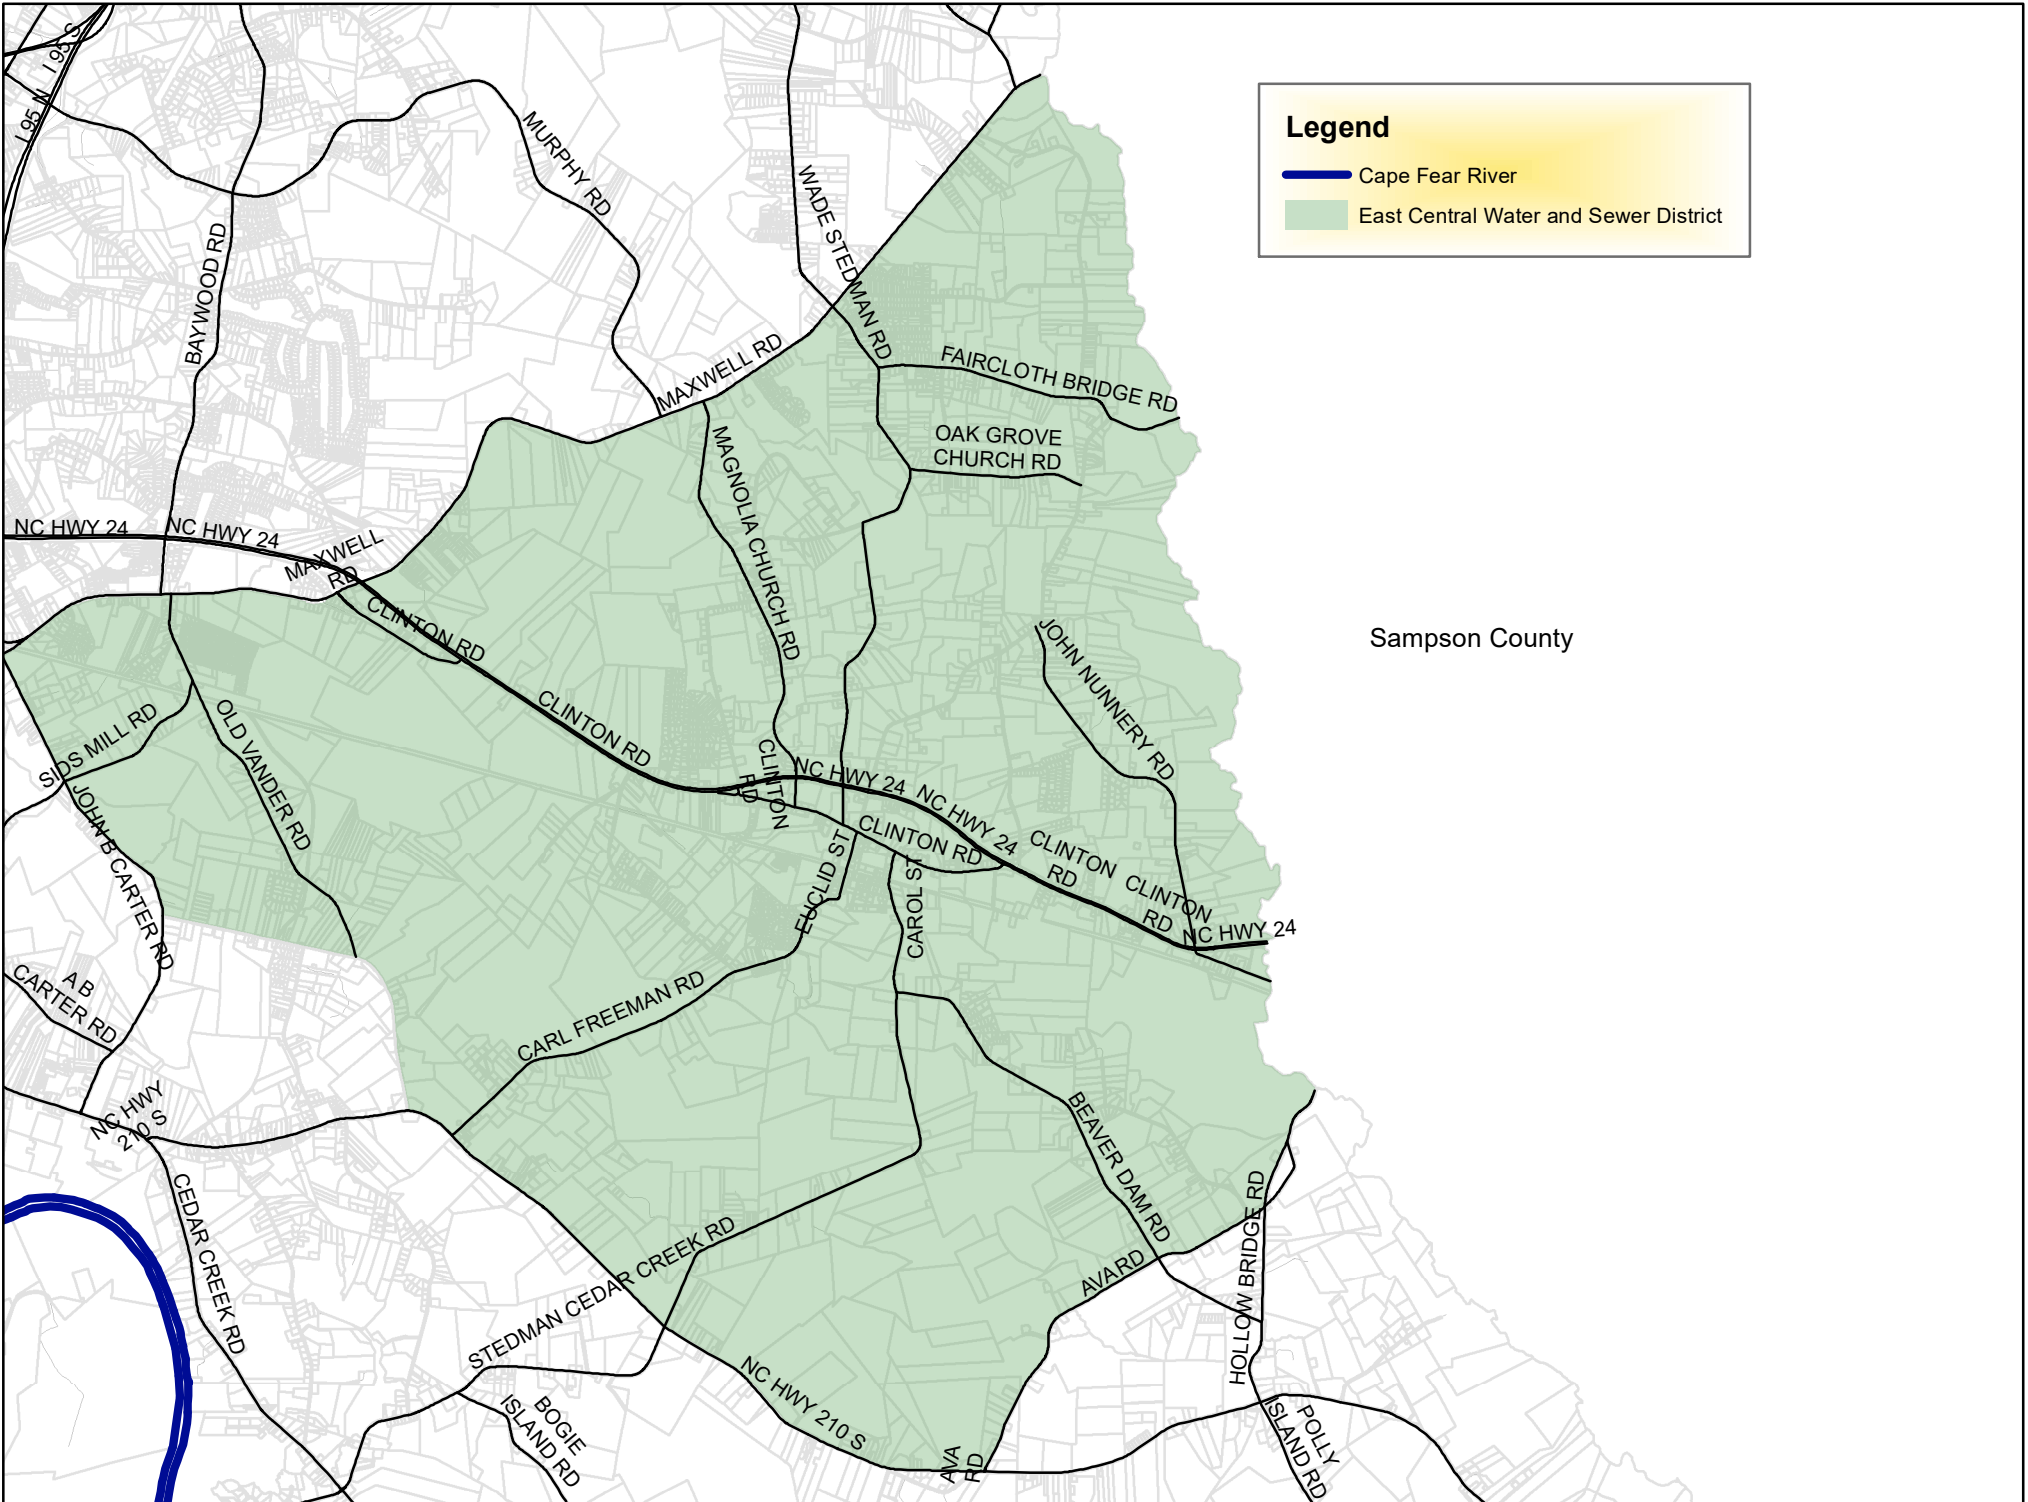 I 95 S
I 95 N
MURPHY RD
WADE STEDMAN RD
BAYWOOD RD
Legend
Cape Fear River
East Central Water and Sewer District
MAXWELL RD
FAIRCLOTH BRIDGE RD
OAK GROVE
CHURCH RD
MAGNOLIA CHURCH RD
NC HWY 24
NC HWY 24
MAXWELL
RD
CLINTON RD
Sampson County
JOHN NUNNERY RD
SIDS MILL RD
OLD VANDER RD
CLINTON RD
CLINTON
RD
NC HWY 24
NC HWY 24
JOHN B CARTER RD
CLINTON RD
CLINTON
RD
CLINTON
RD
NC HWY 24
EUCLID ST
CAROL ST
A B
CARTER RD
CARL FREEMAN RD
NC HWY
210 S
BEAVER DAM RD
CEDAR CREEK RD
STEDMAN CEDAR CREEK RD
AVA RD
HOLLOW BRIDGE RD
NC HWY 210 S
BOGIE
ISLAND RD
AVA
RD
POLLY
ISLAND RD